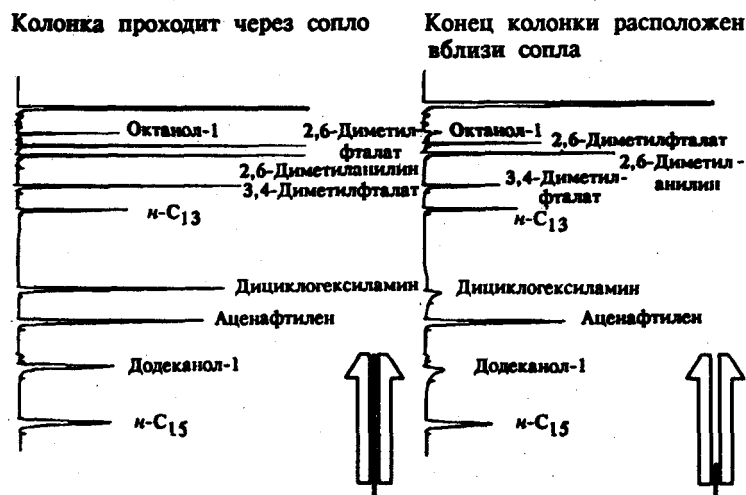 Колонка проходит через сопло
Октанол-1
2,6-Диметил-
фталат
2,6-Диметиланилин
3,4-Диметилфталат
н-C13
Дициклогексиламин
Аценафтилен
Додеканол-1
н-C15
Конец колонки расположен
вблизи сопла
Октанол-1
2,6-Диметилфталат
2,6-Диметил-
анилин
3,4-Диметил-
фталат
н-C13
Дициклогексиламин
Аценафтилен
Додеканол-1
н-C15